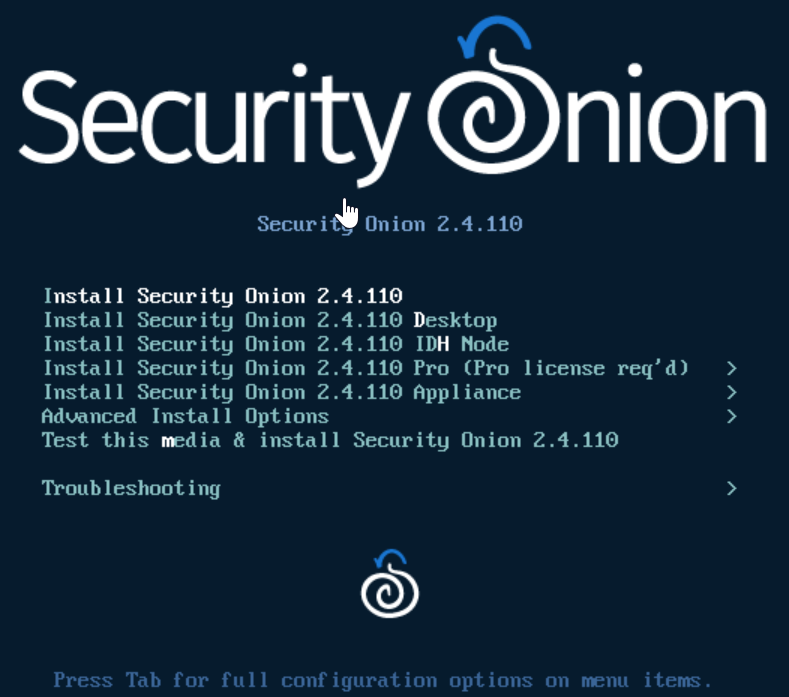 Security Onion
Security Onion 2.4.110
Install Security Onion 2.4.110
Install Security Onion 2.4.110 Desktop
Install Security Onion 2.4.110 IDH Node
Install Security Onion 2.4.110 Pro (Pro license req'd) >
Install Security Onion 2.4.110 Appliance >
Advanced Install Options >
Test this media & install Security Onion 2.4.110
Troubleshooting >
Press Tab for full configuration options on menu items.